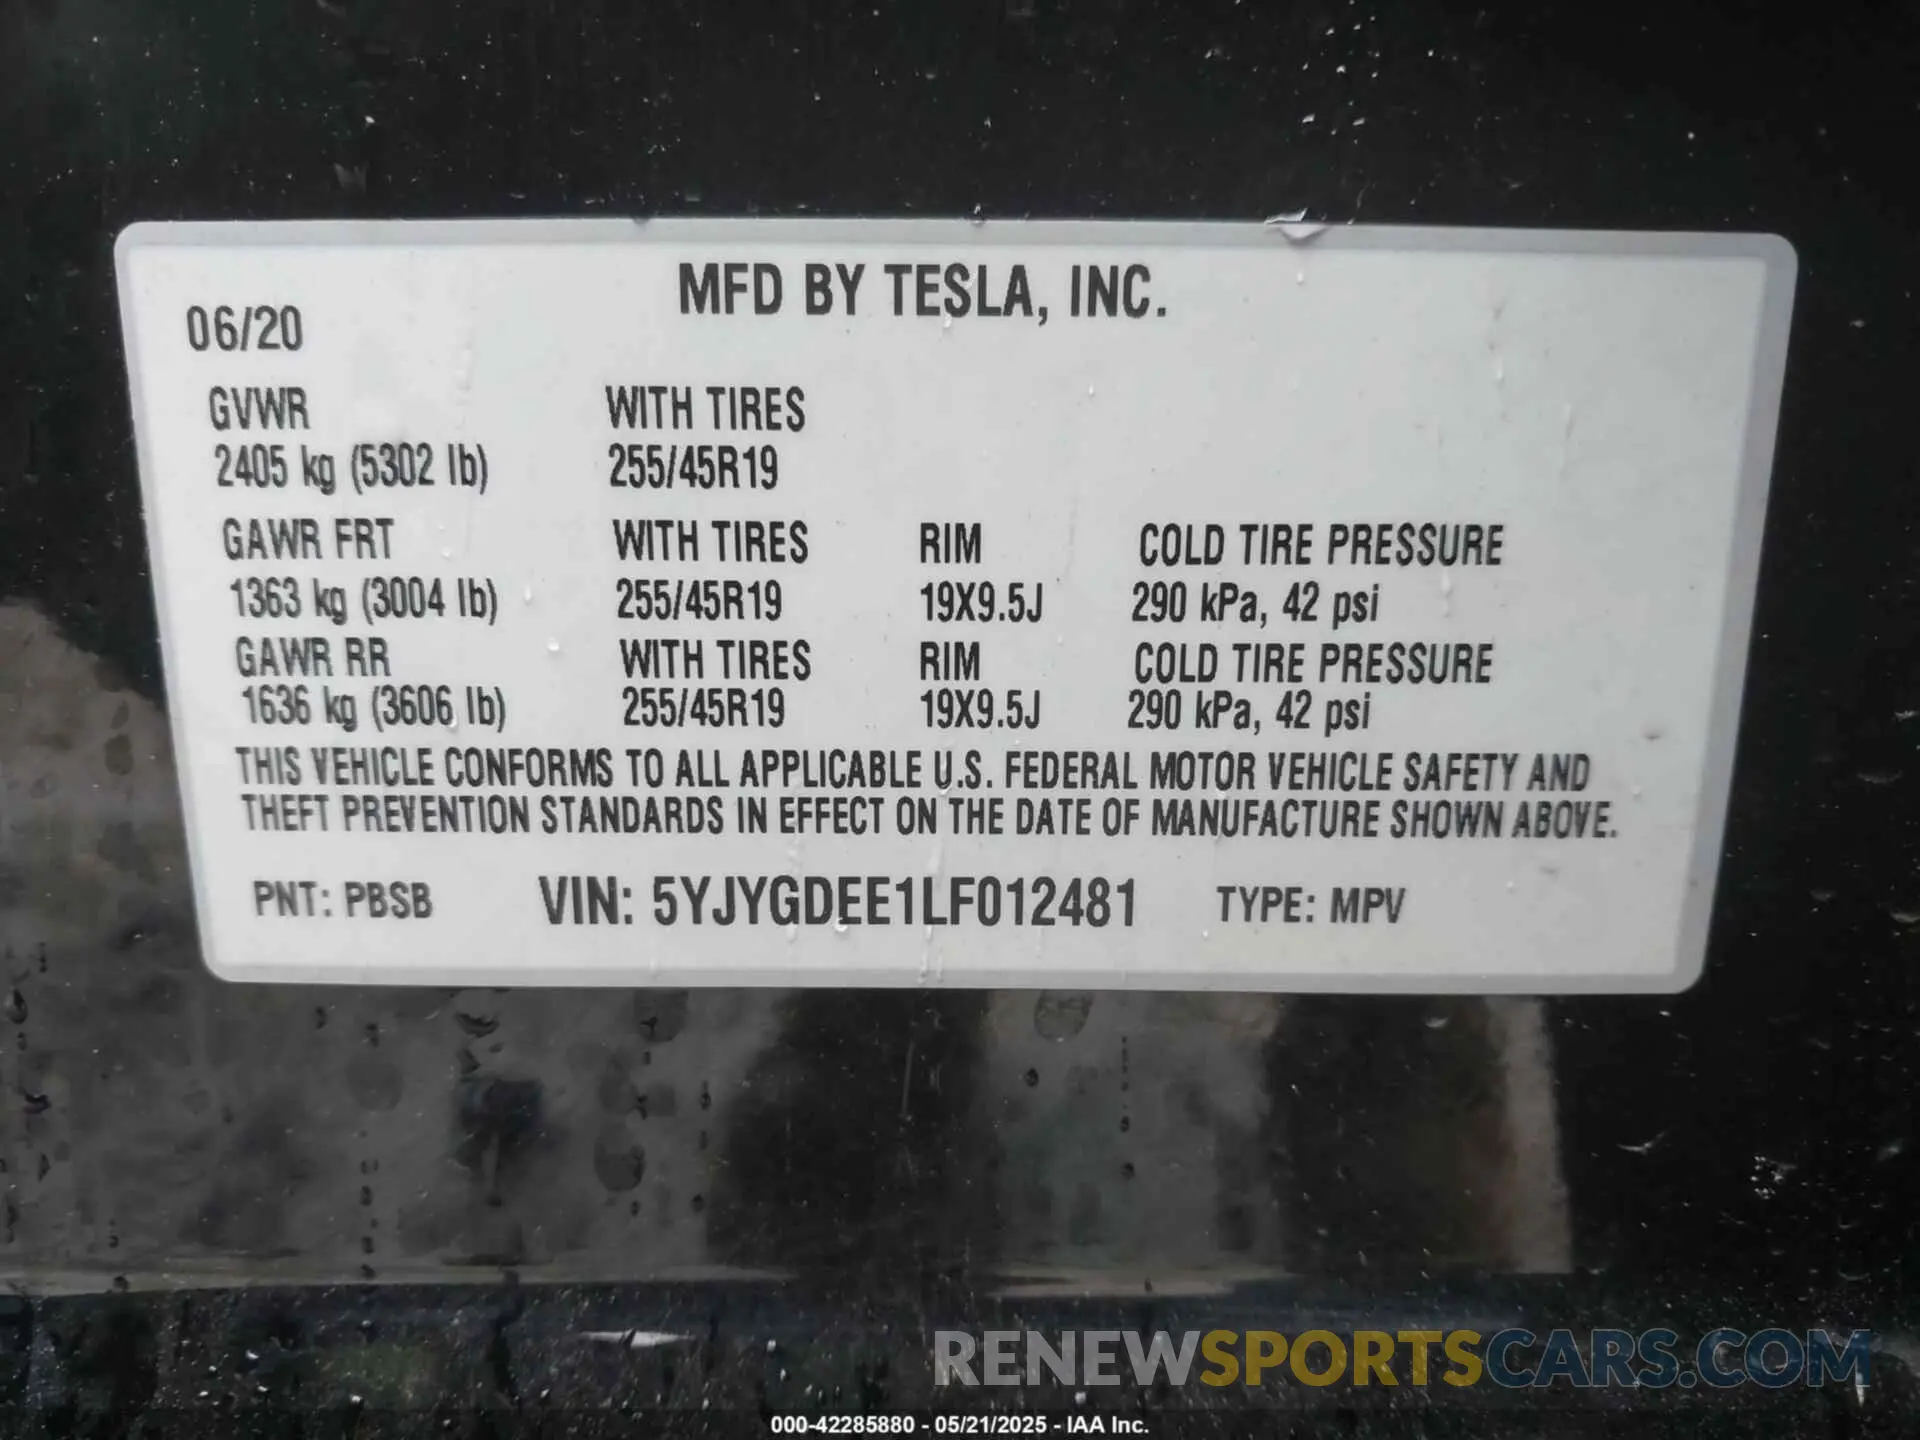 MFD BY TESLA, INC.
06/20
GVWR WITH TIRES
2405 kg (5302 lb) 255/45R19
GAWR FRT WITH TIRES RIM COLD TIRE PRESSURE
1363 kg (3004 lb) 255/45R19 19X9.5J 290 kPa, 42 psi
GAWR RR WITH TIRES RIM COLD TIRE PRESSURE
1636 kg (3606 lb) 255/45R19 19X9.5J 290 kPa, 42 psi
THIS VEHICLE CONFORMS TO ALL APPLICABLE U.S. FEDERAL MOTOR VEHICLE SAFETY AND
THEFT PREVENTION STANDARDS IN EFFECT ON THE DATE OF MANUFACTURE SHOWN ABOVE.
PNT: PBSB VIN: 5YJYGDEE1LF012481 TYPE: MPV
RENEWSPORTSCARS.COM
000-42285880 - 05/21/2025 - IAA Inc.